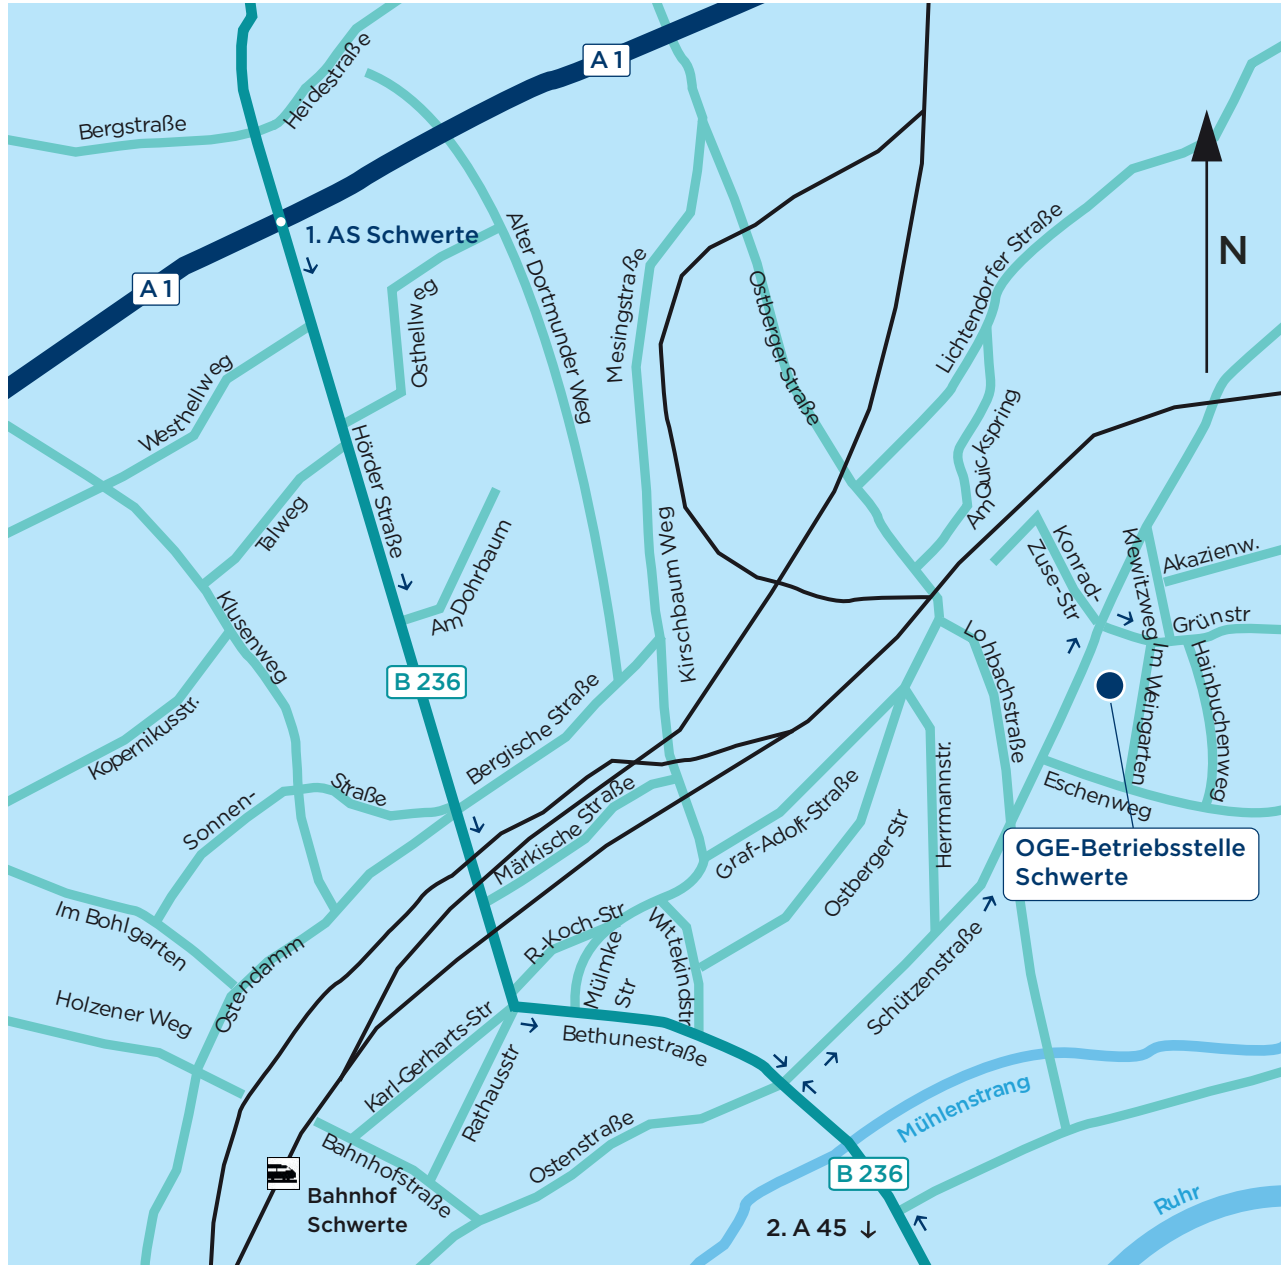 A 1
Heidestraße
Bergstraße
1. AS Schwerte
A 1
Alter Dortmunder Weg
Mesingstraße
Ostberger Straße
Lichtendorfer Straße
N
Osthellweg
Westhellweg
Hörder Straße
Talweg
Am Dohrbaum
Kirschbaum Weg
Am Quickspring
Konrad-
Zuse-Str
Klewitzweg
Akazienw.
Grünstr
Klusenweg
B 236
Lohbachstraße
Im Weingarten
Hainbuchenweg
Kopernikusstr.
Bergische Straße
Sonnen-
Straße
Märkische Straße
Graf-Adolf-Straße
Ostberger Str
Herrmannstr.
Eschenweg
OGE-Betriebsstelle
Schwerte
Im Bohlgarten
Ostendamm
R.-Koch-Str
Mülmke
Str
Wittekindstr
Schützenstraße
Holzener Weg
Karl-Gerharts-Str
Bethunestraße
Rathausstr
Mühlenstrang
Bahnhofstraße
Ostenstraße
B 236
Bahnhof
Schwerte
Ruhr
2. A 45